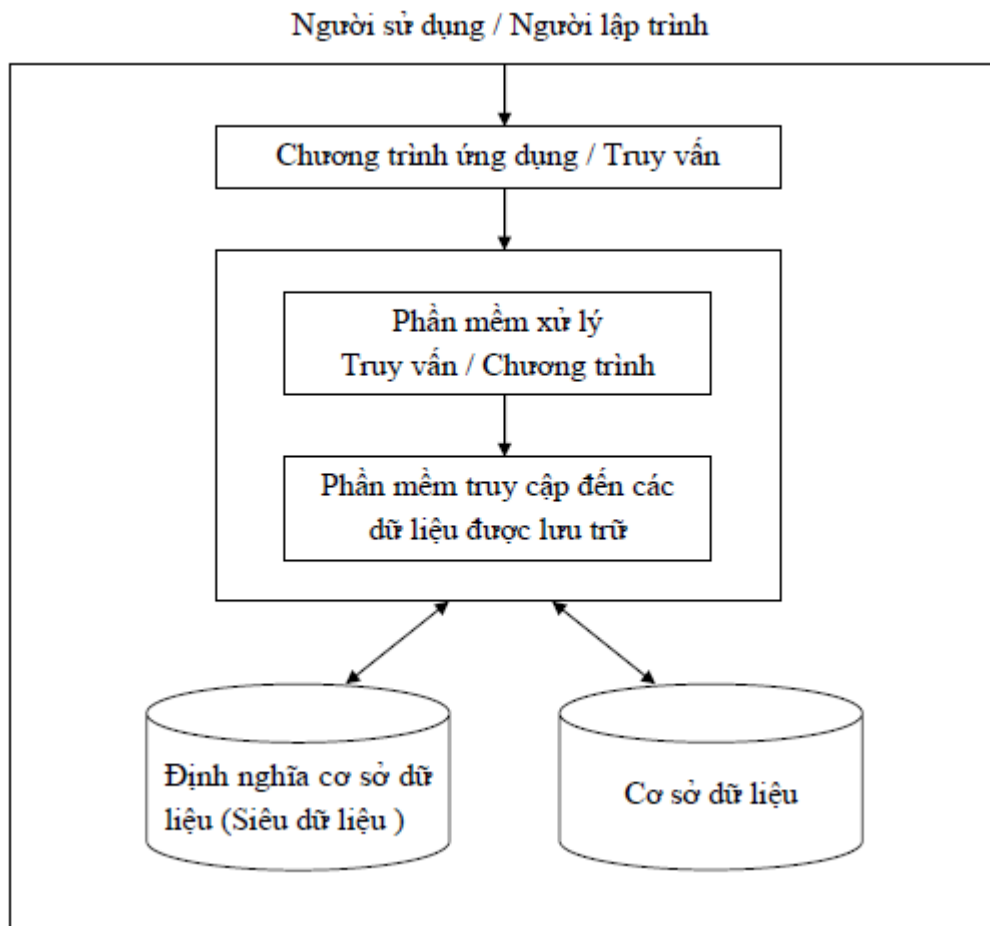 Người sử dụng / Người lập trình
Chương trình ứng dụng / Truy vấn
Phần mềm xử lý
Truy vấn / Chương trình
Phần mềm truy cập đến các
dữ liệu được lưu trữ
Định nghĩa cơ sở dữ
liệu (Siêu dữ liệu )
Cơ sở dữ liệu